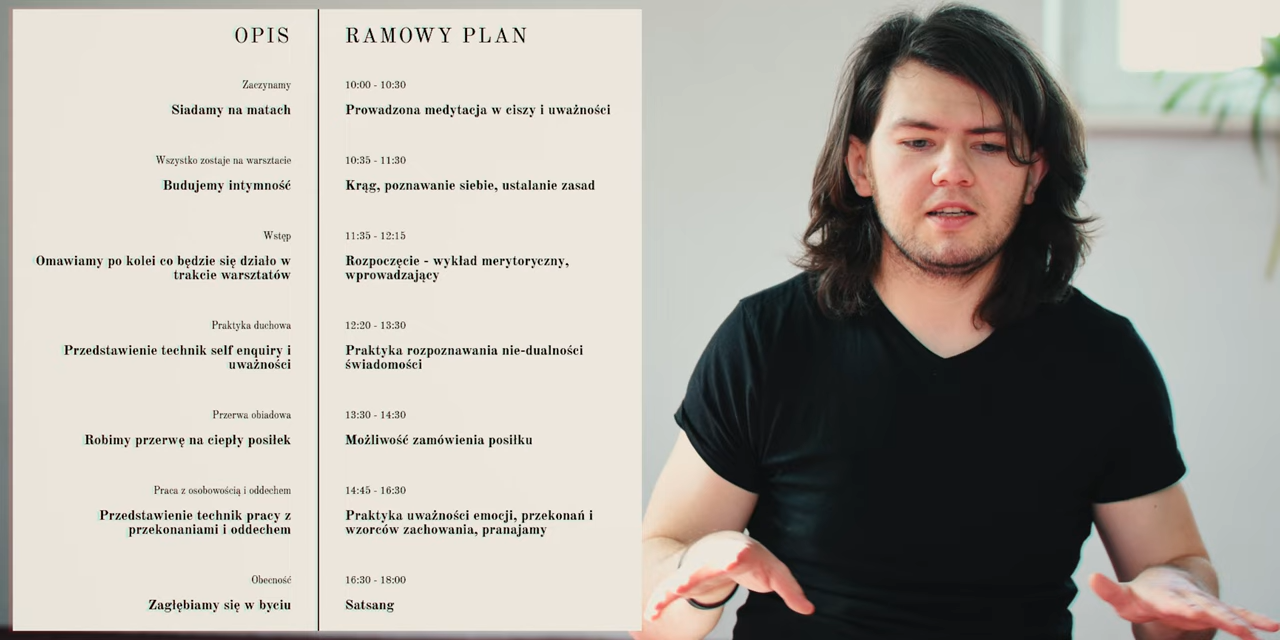 OPIS
RAMOWY PLAN
Zaczynamy
10:00 - 10:30
Siadamy na matach
Prowadzona medytacja w ciszy i uważności
Wszystko zostaje na warsztacie
10:35 - 11:30
Budujemy intymność
Krąg, poznawanie siebie, ustalanie zasad
Wstęp
11:35 - 12:15
Omawiamy po kolei co będzie się działo w
trakcie warsztatów
Rozpoczęcie - wykład merytoryczny,
wprowadzający
Praktyka duchowa
12:20 - 13:30
Przedstawienie technik self enquiry i
uważności
Praktyka rozpoznawania nie-dualności
świadomości
Przerwa obiadowa
13:30 - 14:30
Robimy przerwę na ciepły posiłek
Możliwość zamówienia posiłku
Praca z osobowością i oddechem
14:45 - 16:30
Przedstawienie technik pracy z
przekonaniami i oddechem
Praktyka uważności emocji, przekonań i
wzorców zachowania, pranajamy
Obecność
16:30 - 18:00
Zagłębiamy się w byciu
Satsang